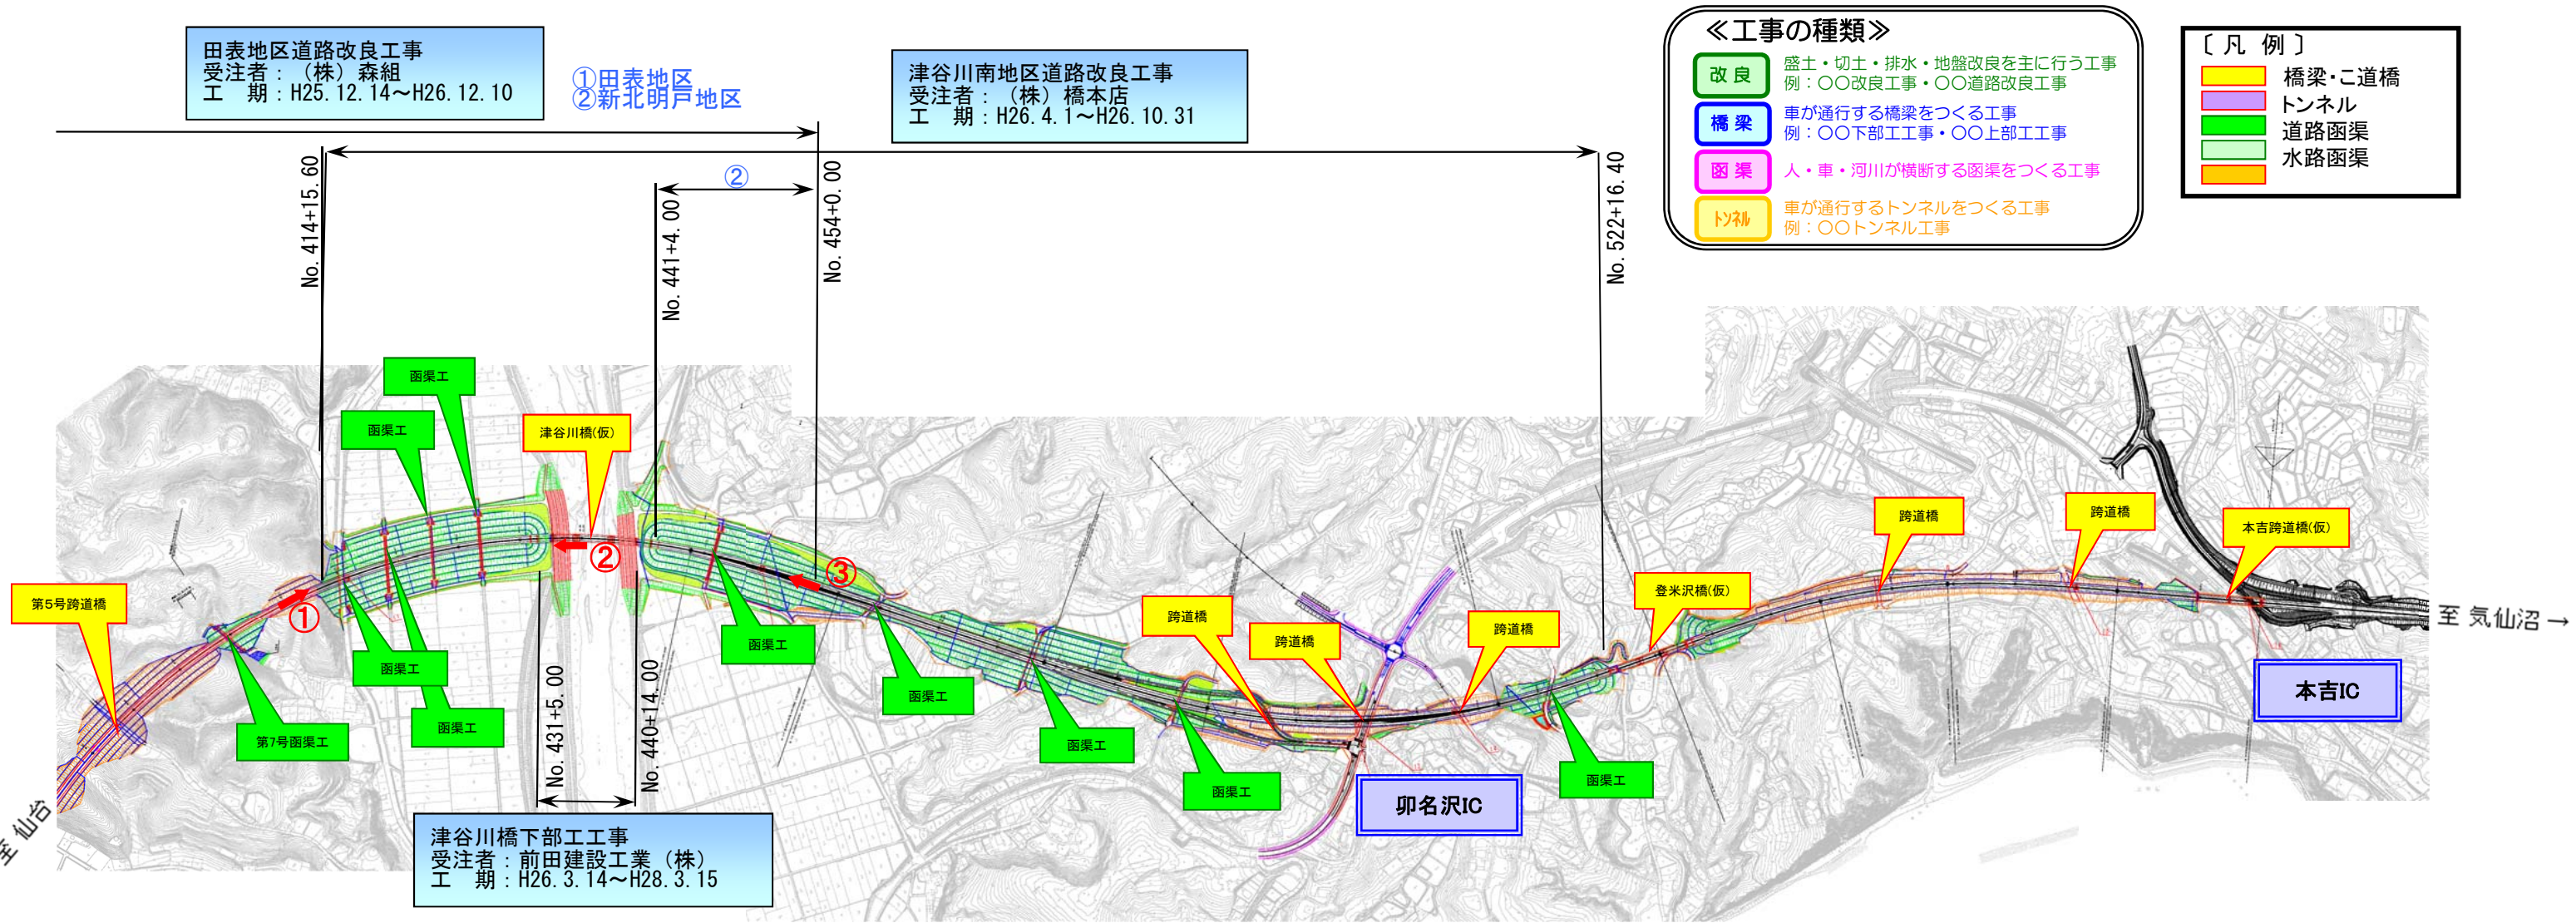 田表地区道路改良工事
受注者：（株）森組
工　期：H25.12.14～H26.12.10
①田表地区
②新北明戸地区
津谷川南地区道路改良工事
受注者：（株）橋本店
工　期：H26.4.1～H26.10.31
≪工事の種類≫
改良
盛土・切土・排水・地盤改良を主に行う工事
例：〇〇改良工事・〇〇道路改良工事
橋梁
車が通行する橋梁をつくる工事
例：〇〇下部工工事・〇〇上部工工事
函渠
人・車・河川が横断する函渠をつくる工事
トンネル
車が通行するトンネルをつくる工事
例：〇〇トンネル工事
〔凡例〕
橋梁・こ道橋
トンネル
道路函渠
水路函渠
②
No.414+15.60
No.441+4.00
No.454+0.00
No.522+16.40
函渠工
函渠工
津谷川橋(仮)
跨道橋
跨道橋
本吉跨道橋(仮)
②
③
①
第5号跨道橋
登米沢橋(仮)
跨道橋
跨道橋
跨道橋
至 気仙沼→
函渠工
函渠工
函渠工
函渠工
第7号函渠工
函渠工
函渠工
函渠工
本吉IC
卯名沢IC
No.431+5.00
No.440+14.00
至 仙台
津谷川橋下部工工事
受注者：前田建設工業（株）
工　期：H26.3.14～H28.3.15